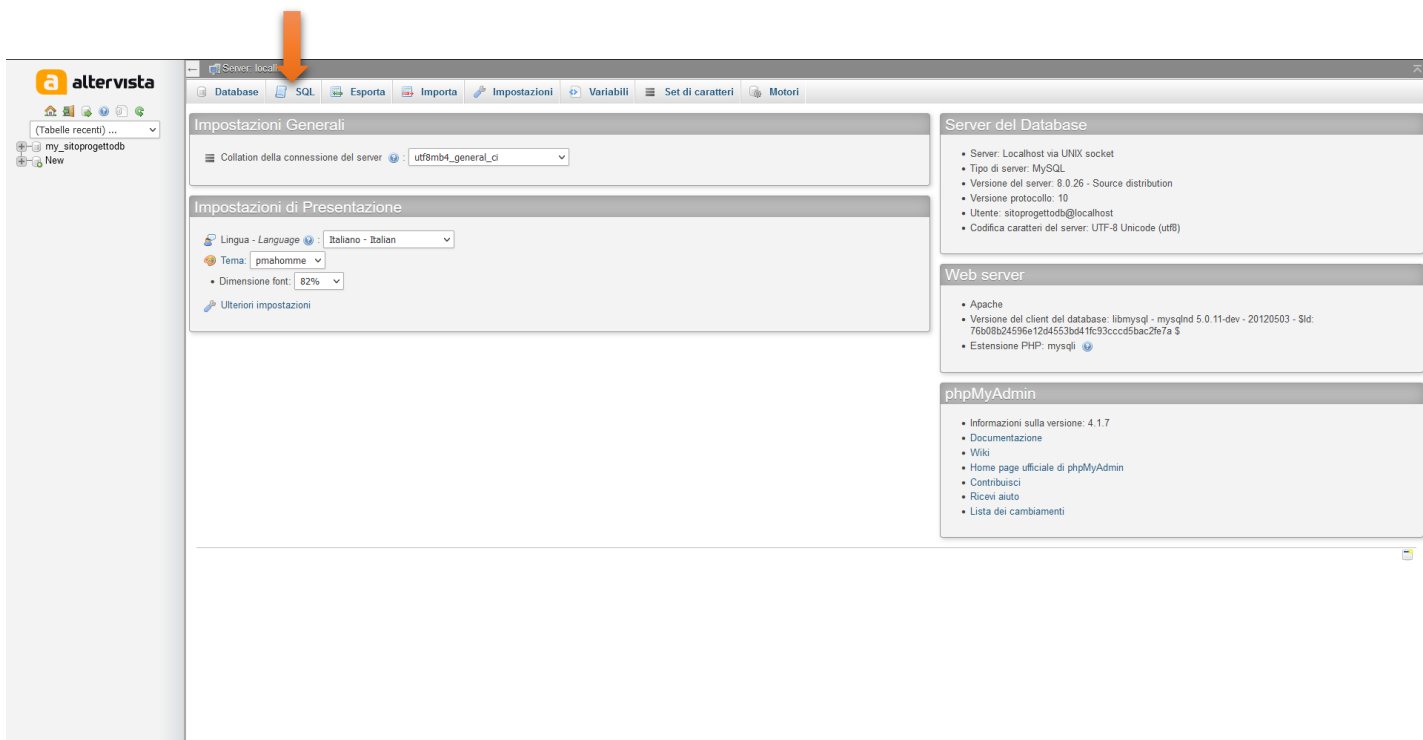 altervista
(Tabelle recenti) ...
my_sitoprogettodb
New
Server: locall
Database
SQL
Esporta
Importa
Impostazioni
Variabili
Set di caratteri
Motori
Impostazioni Generali
Collation della connessione del server : utf8mb4_general_ci
Impostazioni di Presentazione
Lingua - Language : Italiano - Italian
Tema: pmahomme
• Dimensione font: 82%
Ulteriori impostazioni
Server del Database
• Server: Localhost via UNIX socket
• Tipo di server: MySQL
• Versione del server: 8.0.26 - Source distribution
• Versione protocollo: 10
• Utente: sitoprogettodb@localhost
• Codifica caratteri del server: UTF-8 Unicode (utf8)
Web server
• Apache
• Versione del client del database: libmysql - mysqlnd 5.0.11-dev - 20120503 - $Id:
76b08b24596e12d4553bd41fc93cccd5bac2fe7a $
• Estensione PHP: mysqli
phpMyAdmin
• Informazioni sulla versione: 4.1.7
• Documentazione
• Wiki
• Home page ufficiale di phpMyAdmin
• Contribuisci
• Ricevi aiuto
• Lista dei cambiamenti